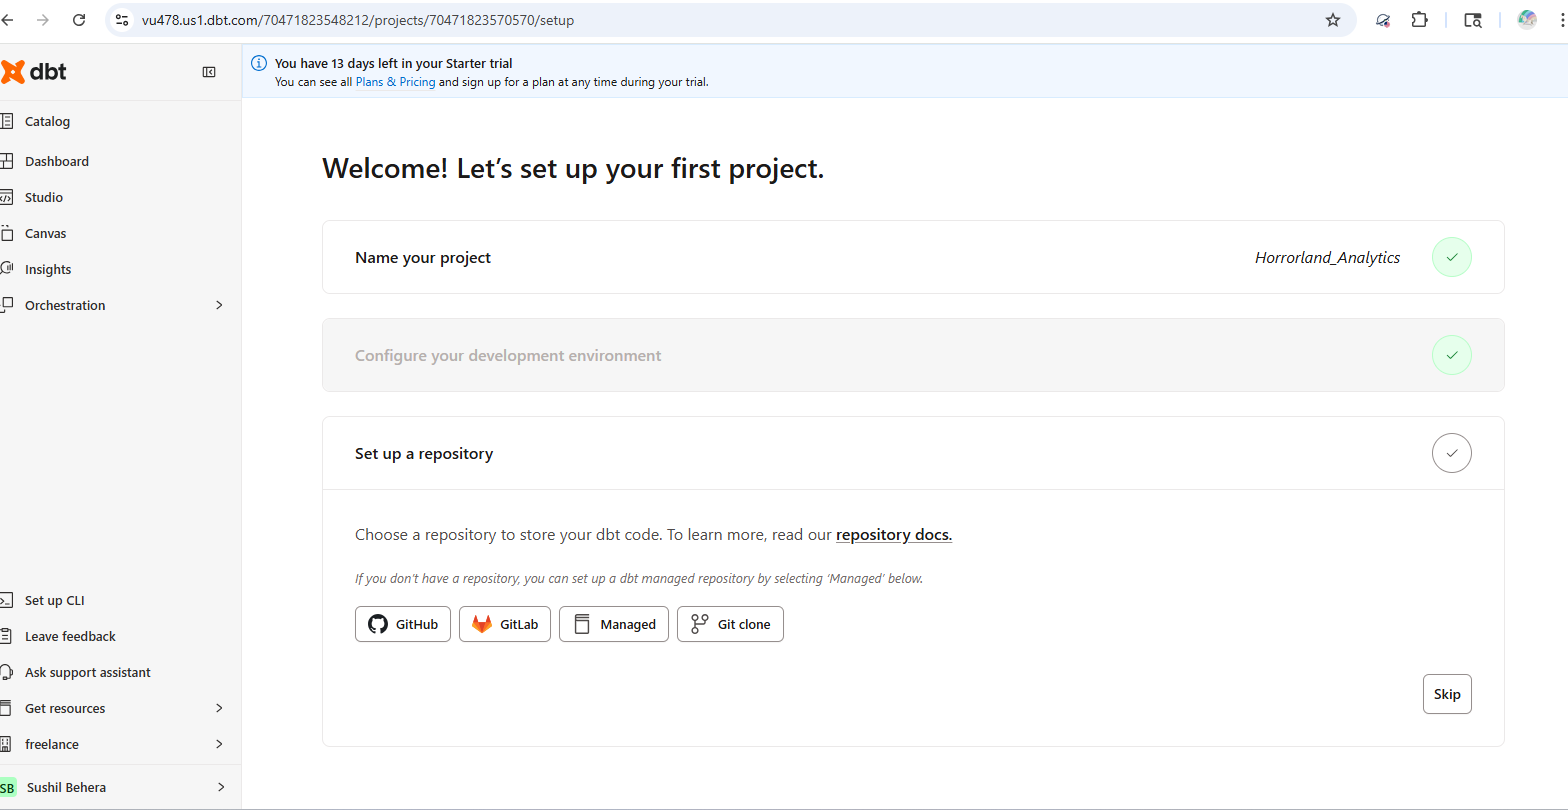 vu478.us1.dbt.com/70471823548212/projects/70471823570570/setup
dbt
You have 13 days left in your Starter trial
You can see all Plans & Pricing and sign up for a plan at any time during your trial.
Catalog
Dashboard
Studio
Canvas
Insights
Orchestration
Welcome! Let’s set up your first project.
Name your project
Horrorland_Analytics
Configure your development environment
Set up a repository
Choose a repository to store your dbt code. To learn more, read our repository docs.
If you don't have a repository, you can set up a dbt managed repository by selecting ‘Managed’ below.
GitHub
GitLab
Managed
Git clone
Skip
Set up CLI
Leave feedback
Ask support assistant
Get resources
freelance
SB
Sushil Behera